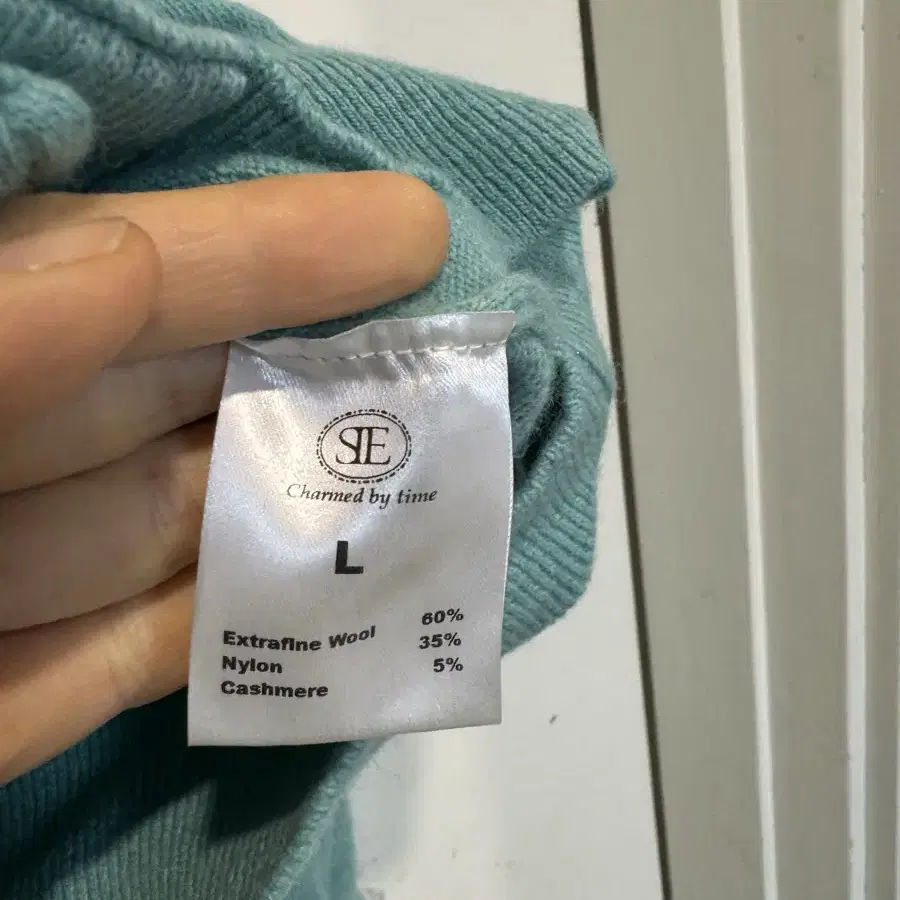 SIE
Charmed by time
L
Extrafine Wool 60%
Nylon 35%
Cashmere 5%